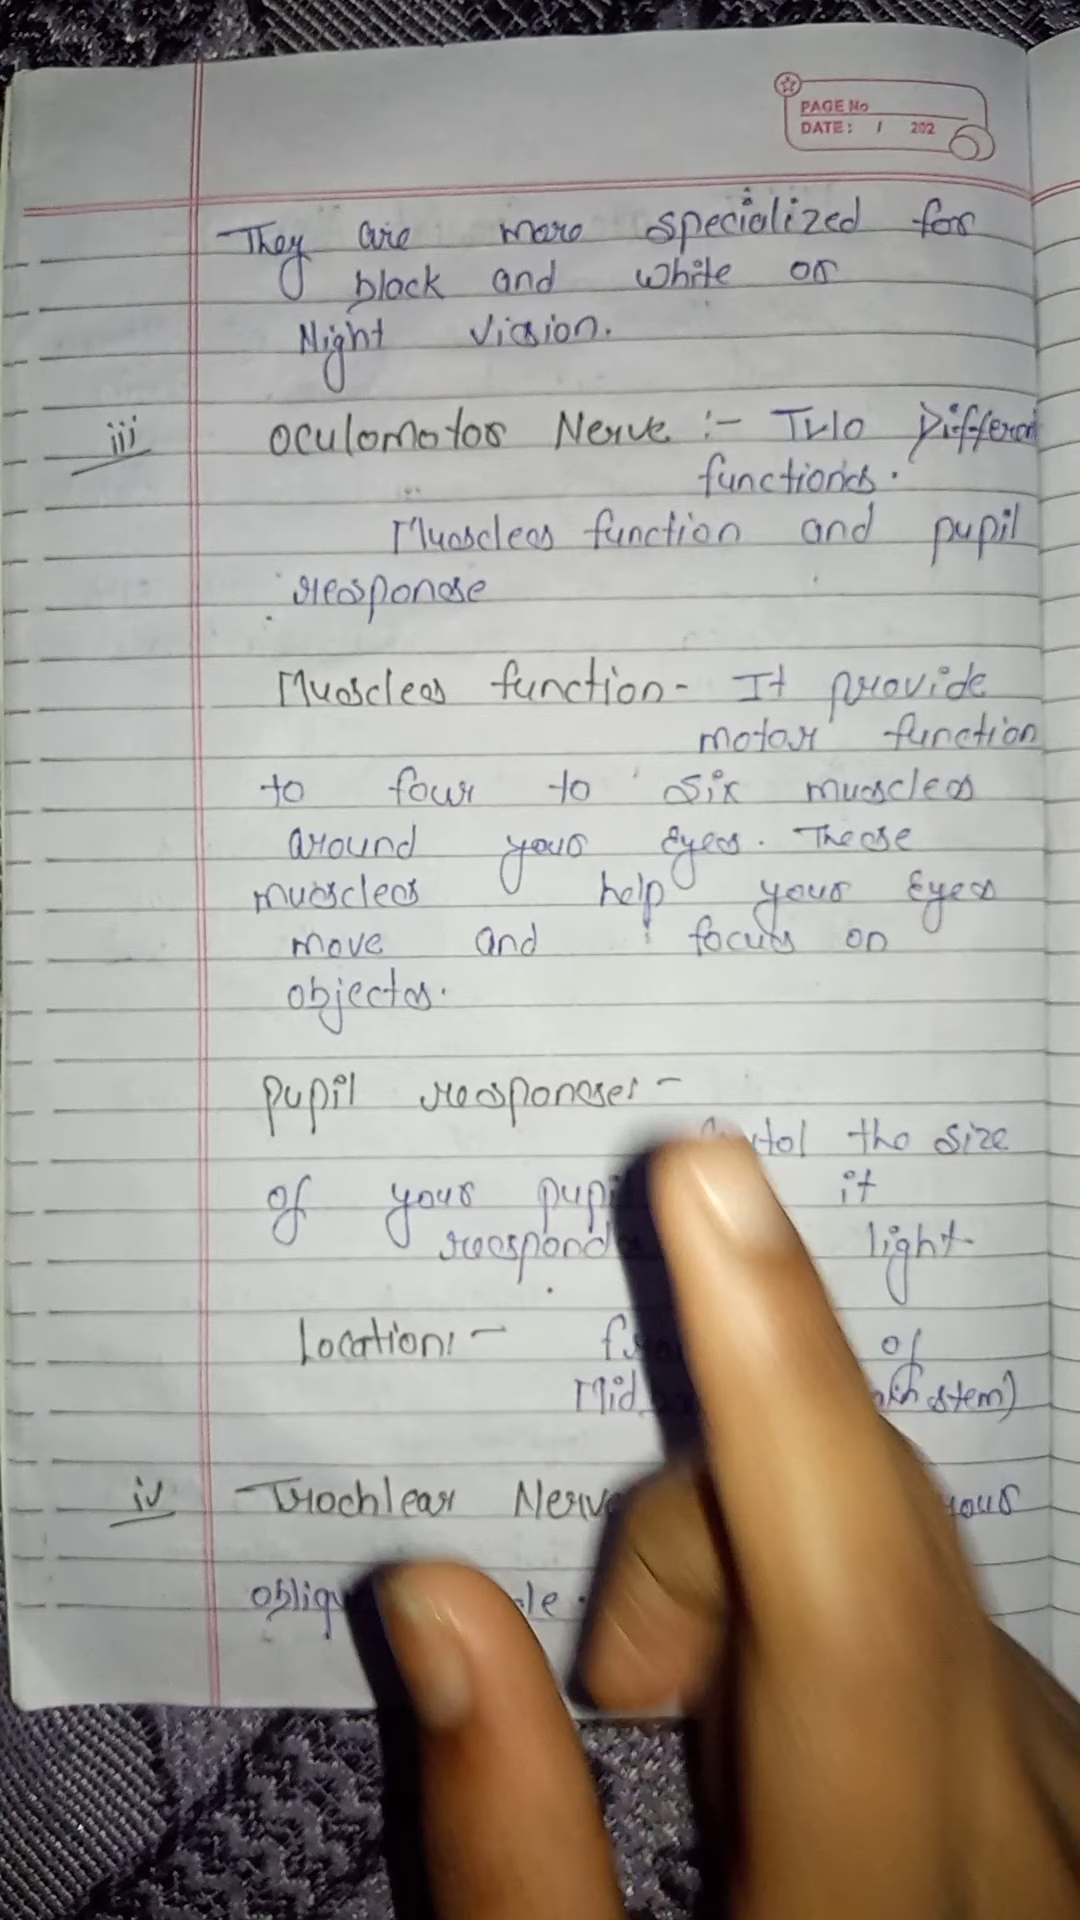 PAGE No
DATE: / 202
They are more specialized for
black and white or
Night vision.
iii Oculomotor Nerve :- Two Different
functions.
Muscles function and pupil
response
Muscles function- It provide
motor function
to four to six muscles
around your Eyes. These
muscles help your Eyes
move and focus on
objects.
Pupil response:-
the size
of your it
light
Location:- of
stem)
iv Trochlear Nerve